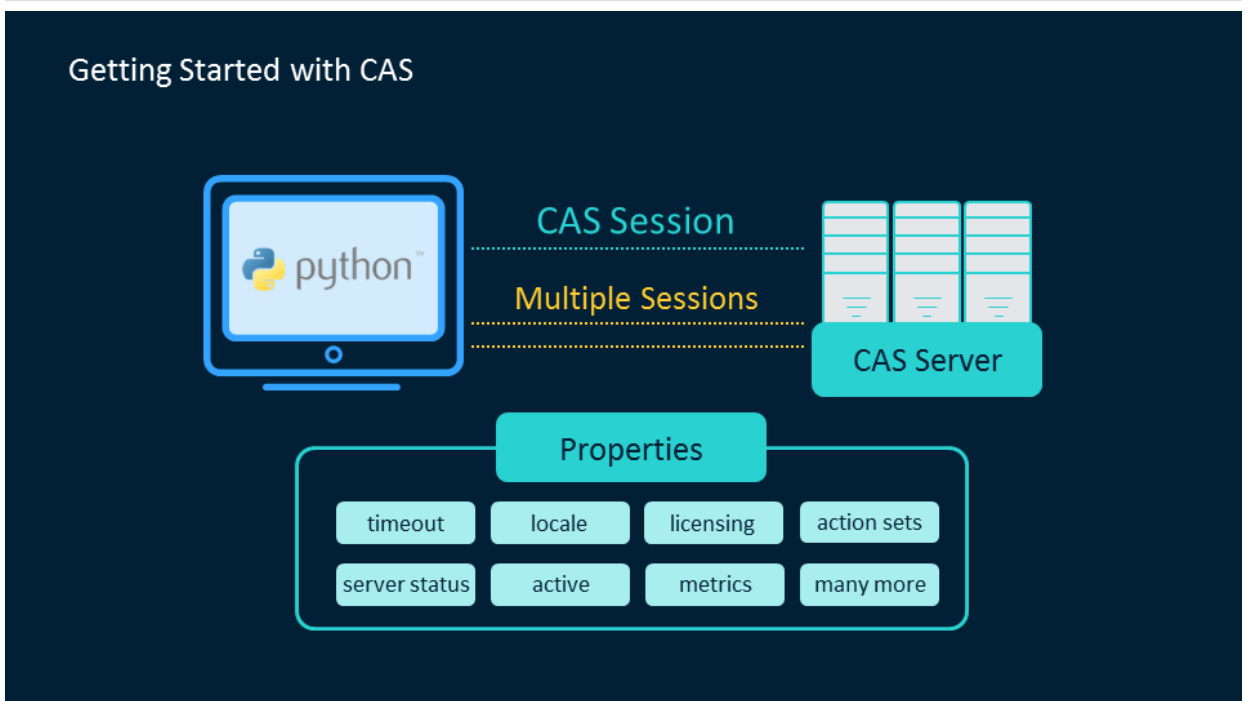 Getting Started with CAS
python™
CAS Session
Multiple Sessions
CAS Server
Properties
timeout
locale
licensing
action sets
server status
active
metrics
many more